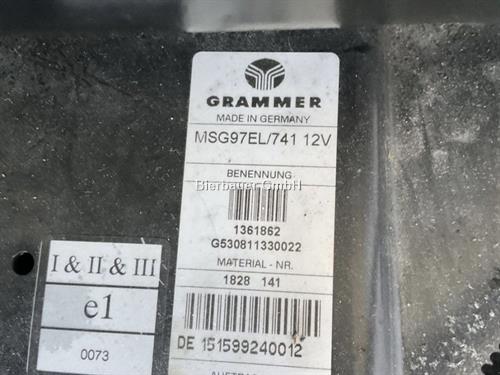 GRAMMER
MADE IN GERMANY
MSG97EL/741 12V
BENENNUNG
Bierbauer GmbH
1361862
G530811330022
MATERIAL - NR.
1828 141
DE 151599240012
I & II & III
e1
0073